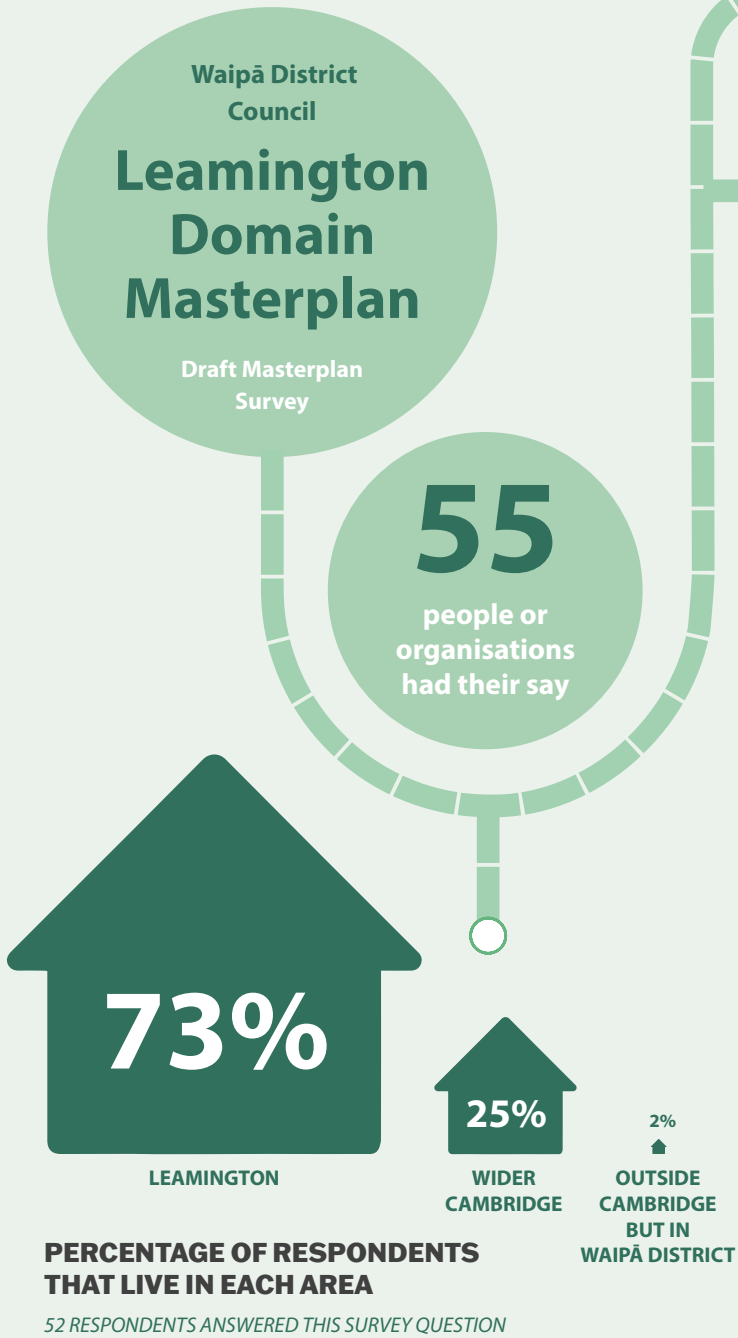 Waipā District
Council
Leamington
Domain
Masterplan
Draft Masterplan
Survey
55
people or
organisations
had their say
73%
LEAMINGTON
25%
WIDER
CAMBRIDGE
2%
OUTSIDE
CAMBRIDGE
BUT IN
WAIPĀ DISTRICT
PERCENTAGE OF RESPONDENTS
THAT LIVE IN EACH AREA
52 RESPONDENTS ANSWERED THIS SURVEY QUESTION